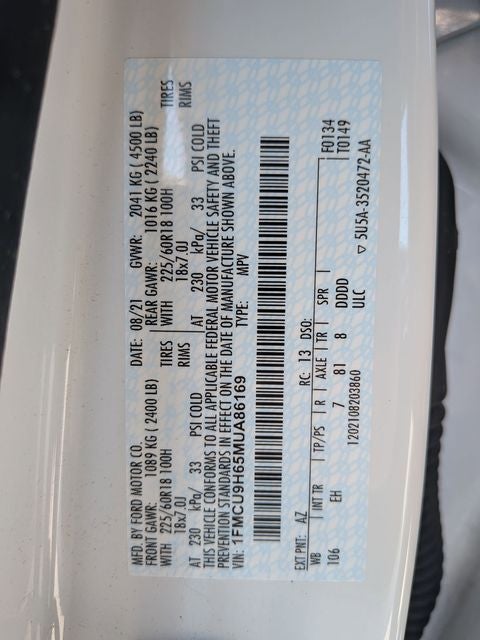 MFD. BY FORD MOTOR CO. DATE: 08/21 GVWR: 2041 KG ( 4500 LB)
FRONT GAWR: 1089 KG ( 2400 LB) REAR GAWR: 1016 KG ( 2240 LB)
WITH 225/60R18 100H TIRES WITH 225/60R18 100H TIRES
18x7.0J RIMS 18x7.0J RIMS
AT 230 kPa/ 33 PSI COLD AT 230 kPa/ 33 PSI COLD
THIS VEHICLE CONFORMS TO ALL APPLICABLE FEDERAL MOTOR VEHICLE SAFETY AND THEFT
PREVENTION STANDARDS IN EFFECT ON THE DATE OF MANUFACTURE SHOWN ABOVE.
VIN: 1FMCU9H65MUA86169 TYPE: MPV
F0134
T0149
EXT PNT: AZ RC: 13 DSO:
WB INT TR TP/PS R AXLE TR SPR
106 EH 7 81 8 DDDD
ULC
1202108203860 ▽ 5U5A-3520472-AA